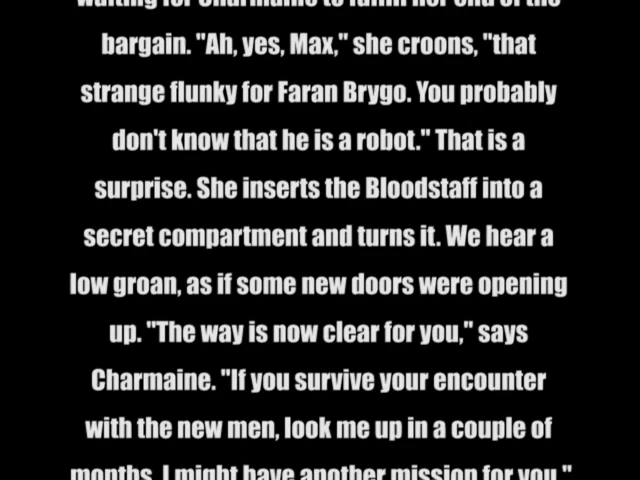 waiting for Charmaine to fulfill her end of the
bargain. "Ah, yes, Max," she croons, "that
strange flunky for Faran Brygo. You probably
don't know that he is a robot." That is a
surprise. She inserts the Bloodstaff into a
secret compartment and turns it. We hear a
low groan, as if some new doors were opening
up. "The way is now clear for you," says
Charmaine. "If you survive your encounter
with the new men, look me up in a couple of
months. I might have another mission for you."